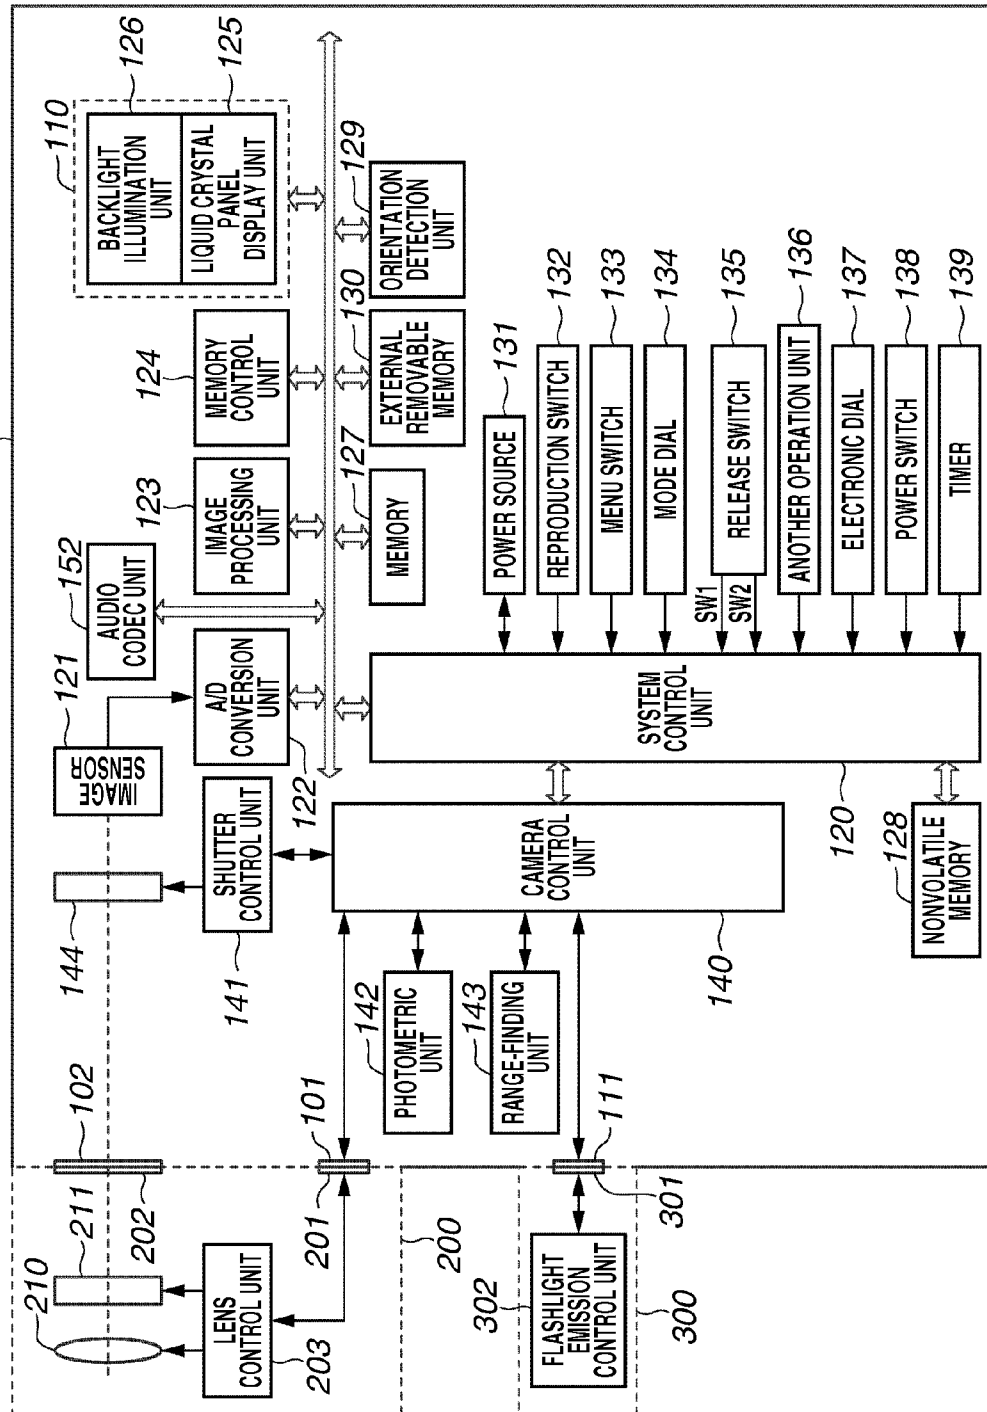 110
126
125
BACKLIGHT
ILLUMINATION
UNIT
LIQUID CRYSTAL
PANEL
DISPLAY UNIT
124
MEMORY
CONTROL
UNIT
123
IMAGE
PROCESSING
UNIT
152
AUDIO
CODEC UNIT
121
IMAGE
SENSOR
A/D
CONVERSION
UNIT
122
129
ORIENTATION
DETECTION
UNIT
130
EXTERNAL
REMOVABLE
MEMORY
127
MEMORY
144
SHUTTER
CONTROL UNIT
141
102
202
211
210
LENS
CONTROL UNIT
203
101
201
200
PHOTOMETRIC
UNIT
142
RANGE-FINDING
UNIT
143
CAMERA
CONTROL
UNIT
140
111
301
302
FLASHLIGHT
EMISSION
CONTROL UNIT
300
SYSTEM
CONTROL
UNIT
120
128
NONVOLATILE
MEMORY
POWER SOURCE
131
REPRODUCTION SWITCH
132
MENU SWITCH
133
MODE DIAL
134
SW1
SW2
RELEASE SWITCH
135
ANOTHER OPERATION UNIT
136
ELECTRONIC DIAL
137
POWER SWITCH
138
TIMER
139